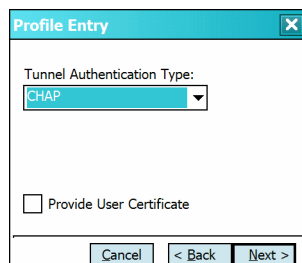 Profile Entry
Tunnel Authentication Type:
CHAP
Provide User Certificate
Cancel < Back Next >